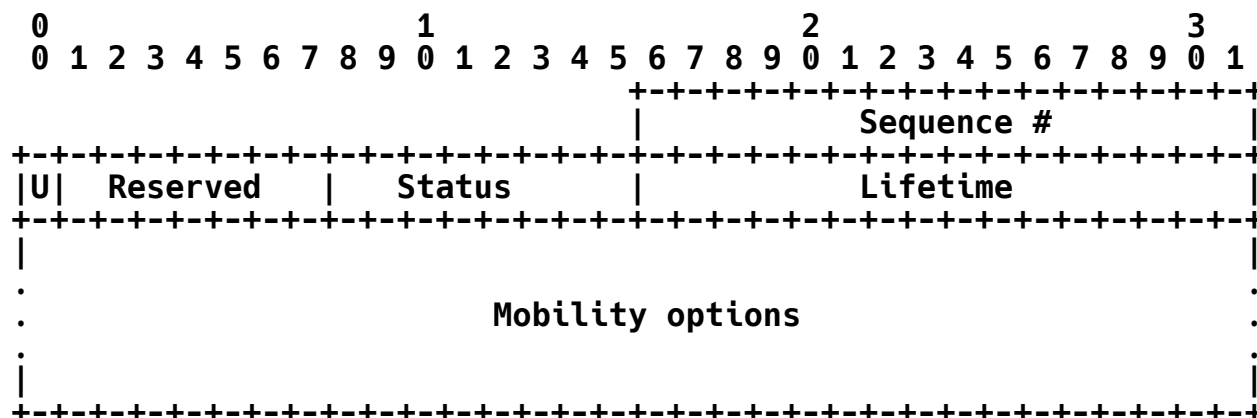 0                   1                   2                   3
 0 1 2 3 4 5 6 7 8 9 0 1 2 3 4 5 6 7 8 9 0 1 2 3 4 5 6 7 8 9 0 1
                                +-+-+-+-+-+-+-+-+-+-+-+-+-+-+-+-+
                                |           Sequence #          |
+-+-+-+-+-+-+-+-+-+-+-+-+-+-+-+-+-+-+-+-+-+-+-+-+-+-+-+-+-+-+-+-+
|U|  Reserved   |   Status      |           Lifetime            |
+-+-+-+-+-+-+-+-+-+-+-+-+-+-+-+-+-+-+-+-+-+-+-+-+-+-+-+-+-+-+-+-+
|                                                               |
.                                                               .
.                        Mobility options                       .
.                                                               .
|                                                               |
+-+-+-+-+-+-+-+-+-+-+-+-+-+-+-+-+-+-+-+-+-+-+-+-+-+-+-+-+-+-+-+-+